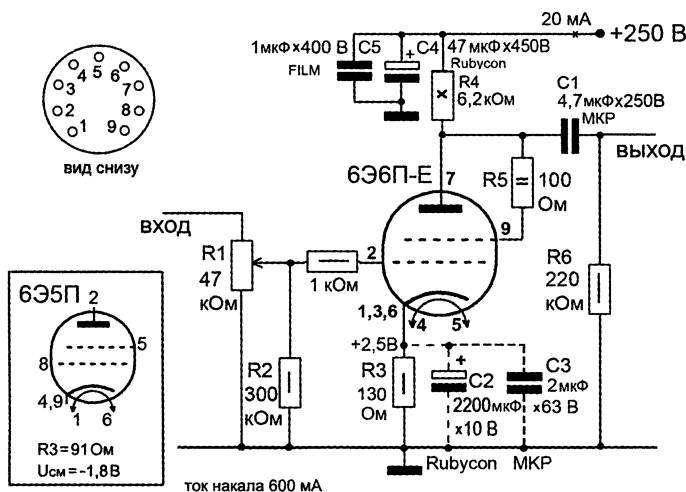 20 мА
+250 В
1мкФх400 В
C5
FILM
+
C4
47 мкФх450В
Rubycon
R4
6,2 кОм
C1
4,7мкФх250В
МКР
ВЫХОД
1
2
3
4
5
6
7
8
9
вид снизу
6Э6П-Е
7
R5
100
Ом
9
ВХОД
R1
47
кОм
2
1 кОм
R6
220
кОм
1,3,6
4
5
+2,5В
R2
300
кОм
R3
130
Ом
+
C2
2200мкФ
х10 В
Rubycon
C3
2мкФ
х63 В
МКР
6Э5П
2
5
8
4,9
1
6
R3 = 91 Ом
Uсм = -1,8 В
ток накала 600 мА